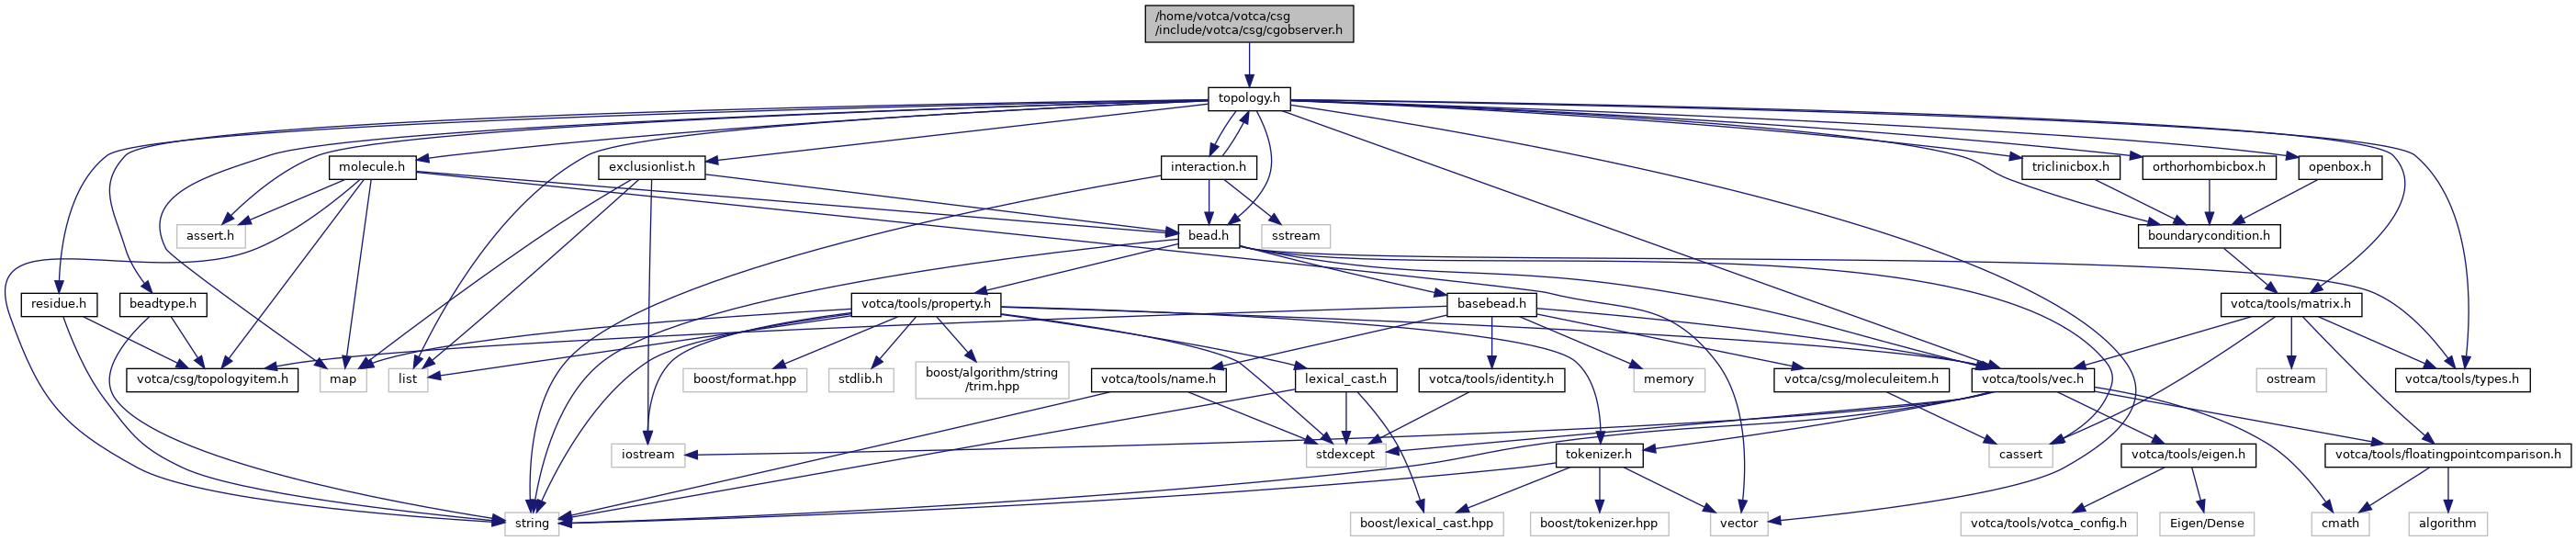 /home/votca/votca/csg
/include/votca/csg/cgobserver.h
topology.h
molecule.h
exclusionlist.h
interaction.h
triclinicbox.h
orthorhombicbox.h
openbox.h
assert.h
bead.h
sstream
boundarycondition.h
residue.h
beadtype.h
votca/tools/property.h
basebead.h
votca/tools/matrix.h
votca/csg/topologyitem.h
map
list
boost/format.hpp
stdlib.h
boost/algorithm/string
/trim.hpp
votca/tools/name.h
lexical_cast.h
votca/tools/identity.h
memory
votca/csg/moleculeitem.h
votca/tools/vec.h
ostream
votca/tools/types.h
iostream
stdexcept
tokenizer.h
cassert
votca/tools/eigen.h
votca/tools/floatingpointcomparison.h
string
boost/lexical_cast.hpp
boost/tokenizer.hpp
vector
votca/tools/votca_config.h
Eigen/Dense
cmath
algorithm